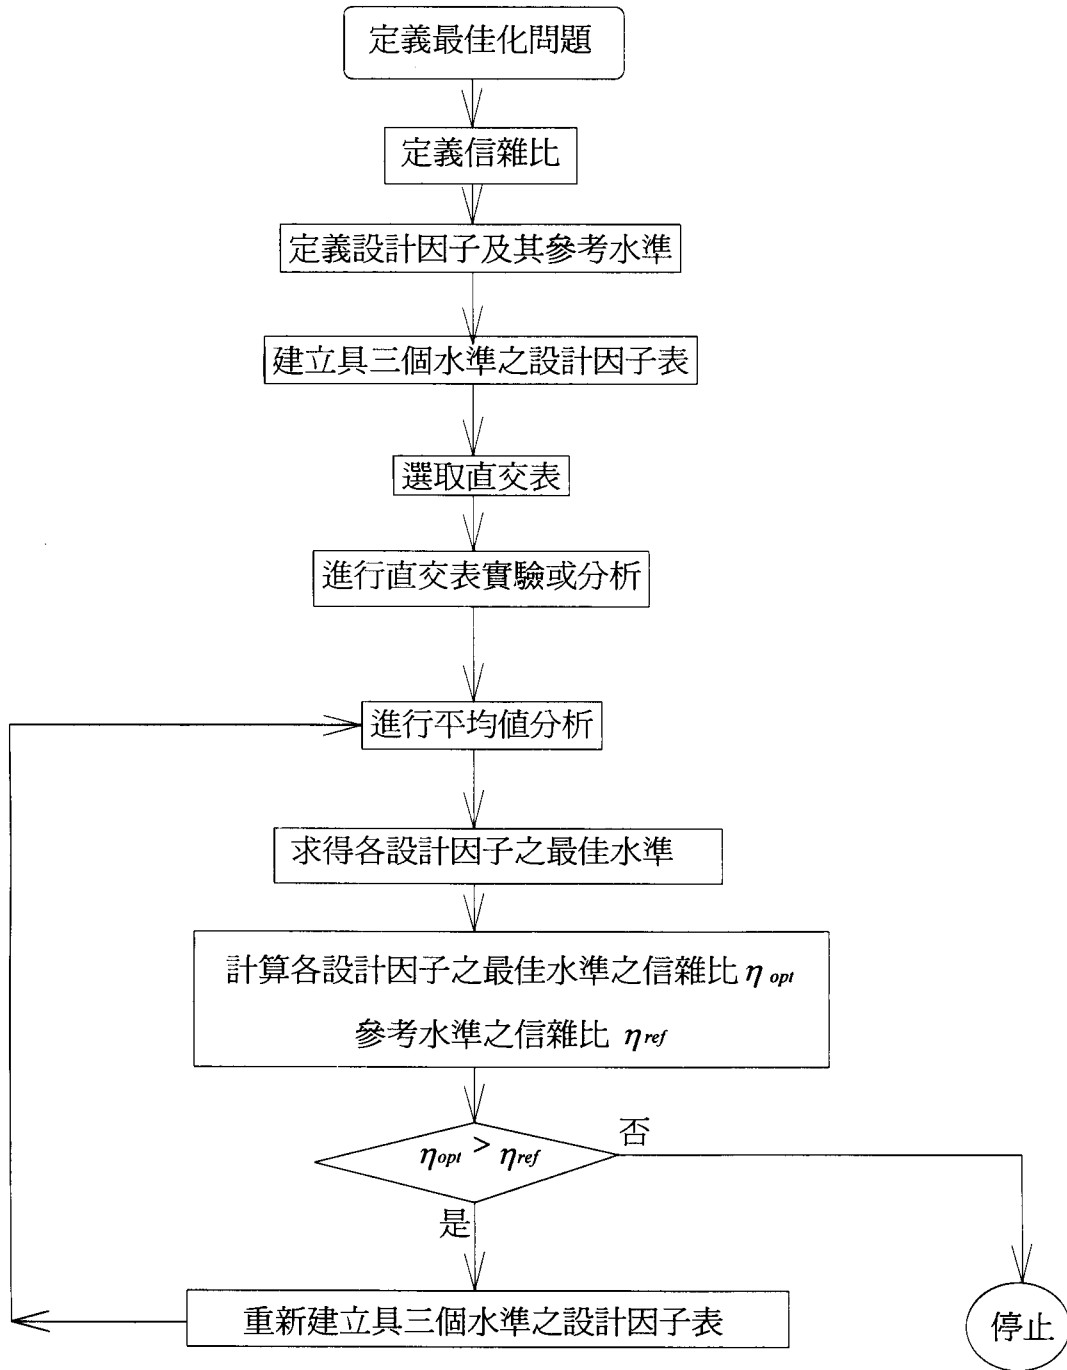 定義最佳化問題
定義信雜比
定義設計因子及其參考水準
建立具三個水準之設計因子表
選取直交表
進行直交表實驗或分析
進行平均值分析
求得各設計因子之最佳水準
計算各設計因子之最佳水準之信雜比 η opt
參考水準之信雜比 η ref
η opt > η ref
否
是
重新建立具三個水準之設計因子表
停止